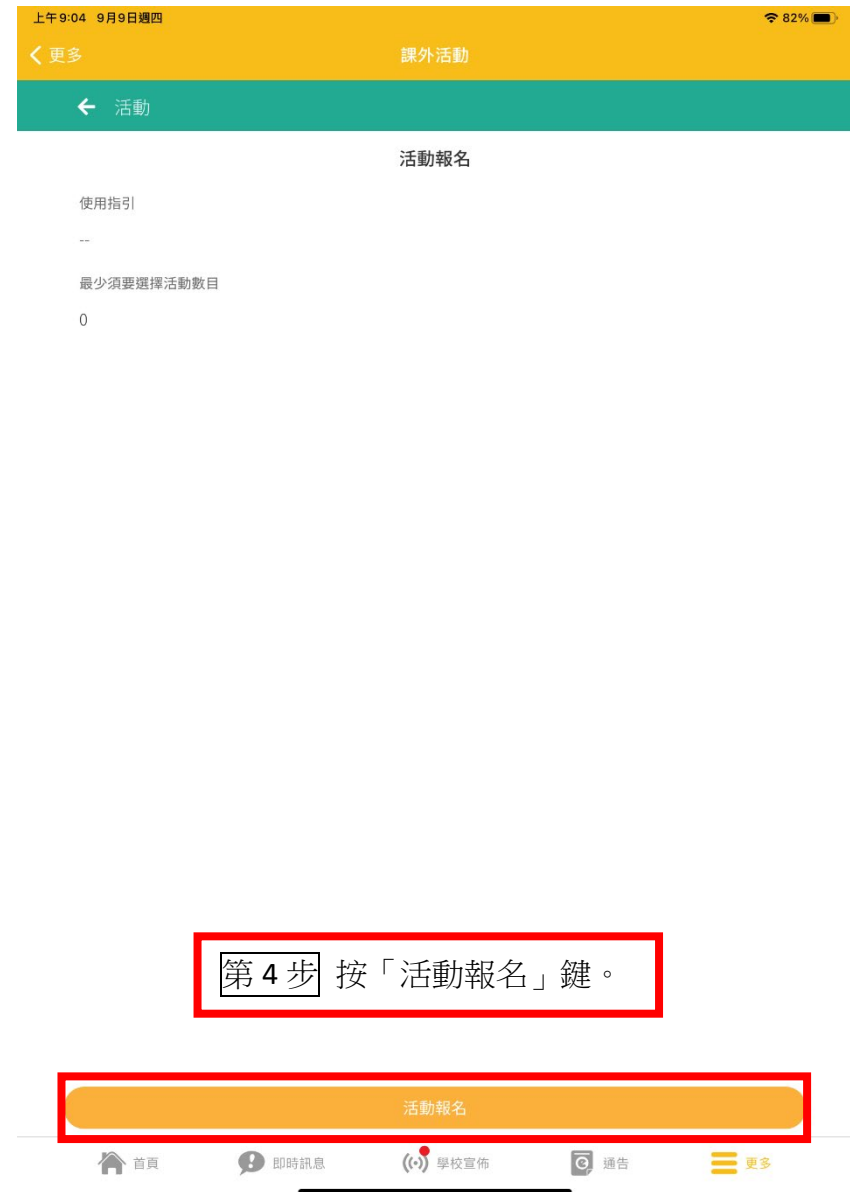 上午9:04 9月9日週四 82%
更多 課外活動
活動
活動報名
使用指引
--
最少須要選擇活動數目
0
第 4 步 按「活動報名」鍵。
活動報名
首頁 即時訊息 學校宣佈 通告 更多